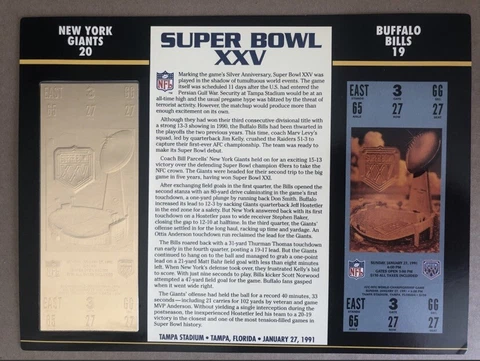 NEW YORK
GIANTS
20
SUPER BOWL
XXV
BUFFALO
BILLS
19
NFL
Marking the game's Silver Anniversary, Super Bowl XXV was
played in the shadow of tumultuous world events. The game
itself was scheduled 11 days after the U.S. had entered the
Persian Gulf War. Security at Tampa Stadium would be at an
all-time high and the usual pregame hype was blitzed by the threat of
terrorist activity. However, the matchup would produce more than
enough excitement on its own.
Although they had won their third consecutive divisional title with
a strong 13-3 showing in 1990, the Buffalo Bills had been thwarted in
the playoffs the two previous years. This time, coach Marv Levy's
squad, led by quarterback Jim Kelly, crushed the Raiders 51-3 to
capture their first-ever AFC championship. The team was ready to
make its Super Bowl debut.
Coach Bill Parcells' New York Giants held on for an exciting 15-13
victory over the defending Super Bowl champion 49ers to take the
NFC crown. The Giants were headed for their second trip to the big
game in five years, having won Super Bowl XXI.
After exchanging field goals in the first quarter, the Bills opened the
second stanza with an 80-yard drive culminating in the game's first
touchdown, a one-yard plunge by running back Don Smith. Buffalo
increased its lead to 12-3 by sacking Giants quarterback Jeff Hostetler
in the end zone for a safety. But New York answered back with its first
touchdown on a Hostetler pass to wide receiver Stephen Baker,
closing the gap to 12-10 at halftime. In the third quarter, the Giants'
offense settled in for the long haul, racking up time and yardage. An
Ottis Anderson touchdown run reclaimed the lead for the Giants.
The Bills roared back with a 31-yard Thurman Thomas touchdown
run early in the fourth quarter, posting a 19-17 lead. But the Giants
continued to hang on to the ball and managed to grab a one-point
lead on a 21-yard Matt Bahr field goal with less than eight minutes
left. When New York's defense took over, they frustrated Kelly's bid
to score. With just nine seconds to play, Bills kicker Scott Norwood
attempted a 47-yard field goal for the game. Buffalo fans gasped
when it went wide right.
The Giants' offense had held the ball for a record 40 minutes, 33
seconds— including 21 carries for 102 yards by veteran and game
MVP Anderson. Without yielding a single interception during the
postseason, the inexperienced Hostetler led his team to a 20-19
victory in the closest and one of the most tension-filled games in
Super Bowl history.
TAMPA STADIUM • TAMPA, FLORIDA • JANUARY 27, 1991
EAST 3 GG
65 27 27
SUNDAY, JANUARY 27, 1991
NFL
EAST 3 GG
65 27 27